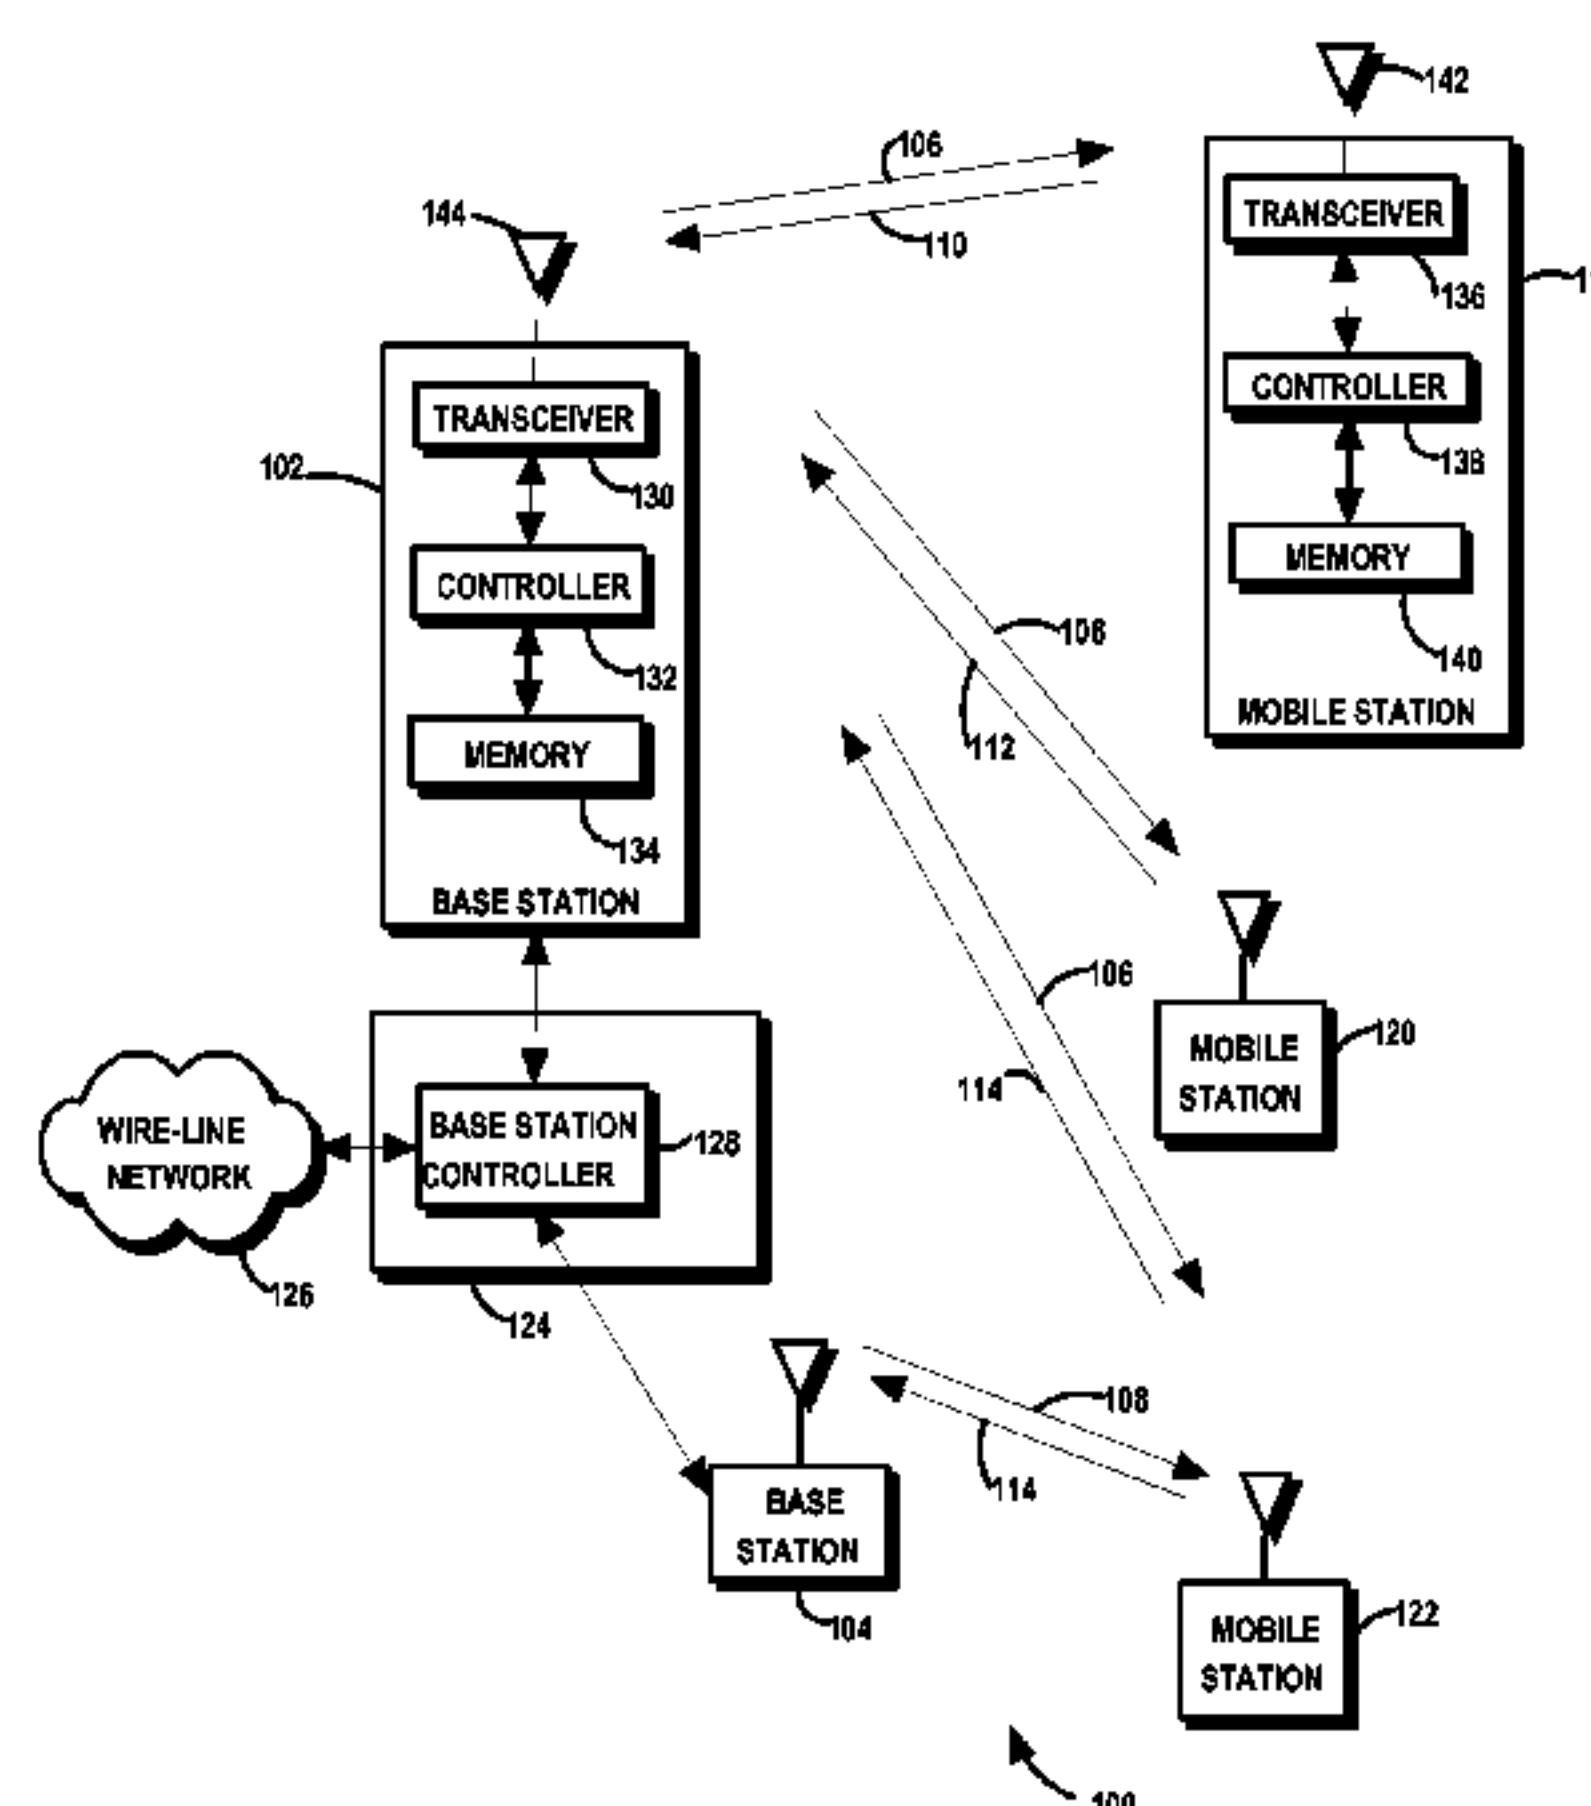 142
106
144
110
TRANSCEIVER
136
TRANSCEIVER
CONTROLLER
102
130
138
CONTROLLER
MEMORY
106
132
140
MOBILE STATION
112
MEMORY
134
BASE STATION
106
120
MOBILE
STATION
114
WIRE-LINE
NETWORK
BASE STATION
CONTROLLER
128
126
124
108
114
BASE
STATION
104
122
MOBILE
STATION